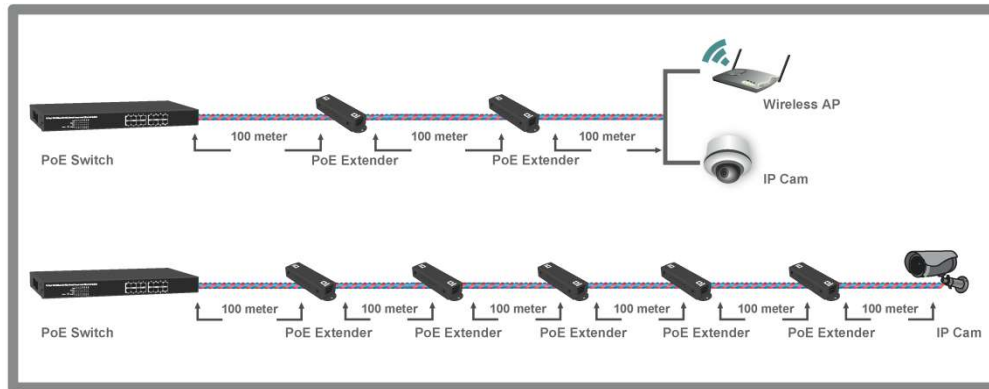 Wireless AP
100 meter 100 meter 100 meter
PoE Switch PoE Extender PoE Extender
IP Cam
100 meter 100 meter 100 meter 100 meter 100 meter 100 meter
PoE Switch PoE Extender PoE Extender PoE Extender PoE Extender PoE Extender IP Cam